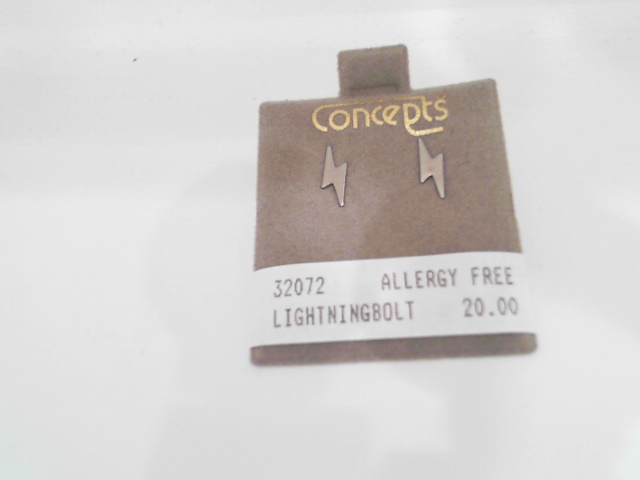 Concepts
32072 ALLERGY FREE
LIGHTNINGBOLT 20.00